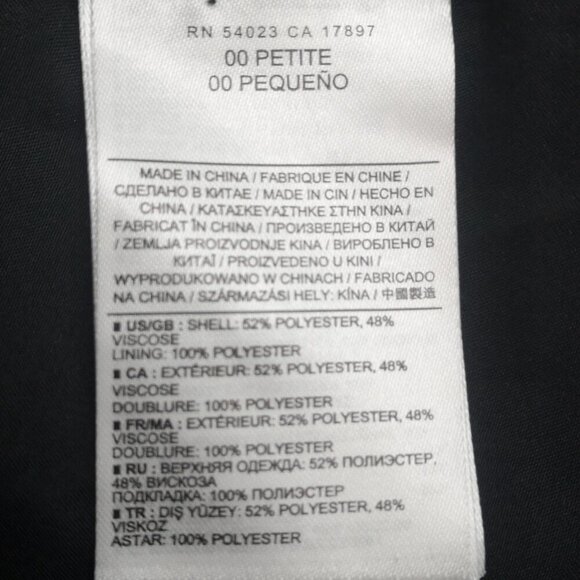 RN 54023 CA 17897
00 PETITE
00 PEQUEÑO
MADE IN CHINA / FABRIQUE EN CHINE /
СДЕЛАНО В КИТАЕ / MADE IN CIN / HECHO EN
CHINA / ΚΑΤΑΣΚΕΥΑΣΤΗΚΕ ΣΤΗΝ ΚΙΝΑ /
FABRICAT ÎN CHINA / ПРОИЗВЕДЕНО В КИТАЙ
/ ZEMLJA PROIZVODNJE KINA / ВИРОБЛЕНО В
КИТАЇ / PROIZVEDENO U KINI /
WYPRODUKOWANO W CHINACH / FABRICADO
NA CHINA / SZÁRMAZÁSI HELY: KÍNA / 中國製造
US/GB : SHELL: 52% POLYESTER, 48%
VISCOSE
LINING: 100% POLYESTER
CA : EXTÉRIEUR: 52% POLYESTER, 48%
VISCOSE
DOUBLURE: 100% POLYESTER
FR/MA : EXTÉRIEUR: 52% POLYESTER, 48%
VISCOSE
DOUBLURE: 100% POLYESTER
RU : ВЕРХНЯЯ ОДЕЖДА: 52% ПОЛИЭСТЕР,
48% ВИСКОЗА
ПОДКЛАДКА: 100% ПОЛИЭСТЕР
TR : DIŞ YÜZEY: 52% POLYESTER, 48%
VISKOZ
ASTAR: 100% POLYESTER